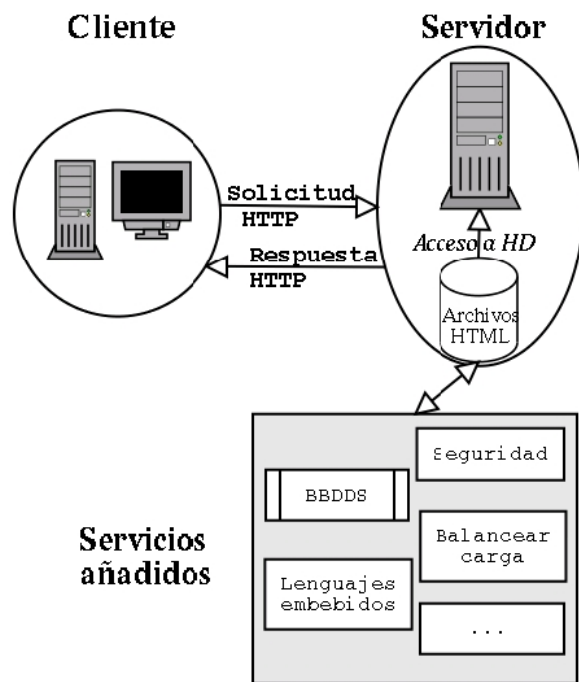 Cliente
Servidor
Solicitud
HTTP
Respuesta
HTTP
Acceso a HD
Archivos
HTML
Servicios
añadidos
Seguridad
BBDDS
Balancear
carga
Lenguajes
embebidos
...